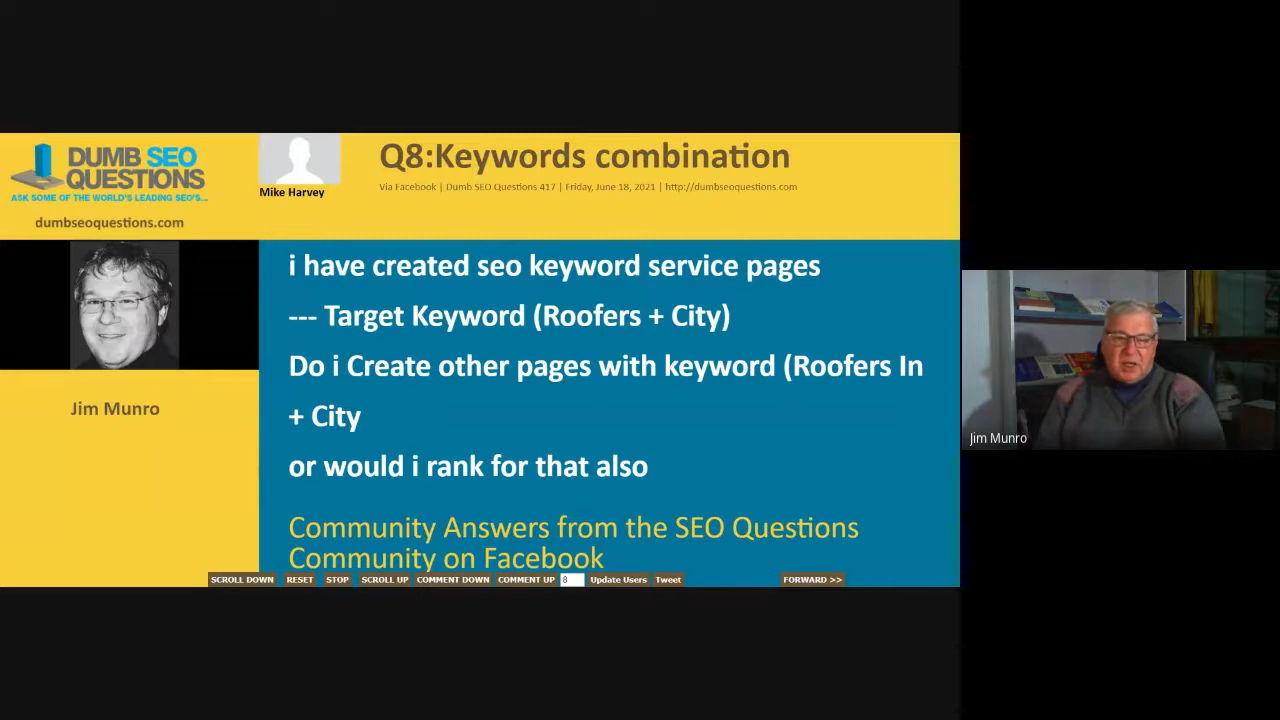 DUMB SEO
QUESTIONS
ASK SOME OF THE WORLD'S LEADING SEO'S...
dumbseoquestions.com
Mike Harvey
Q8:Keywords combination
Via Facebook | Dumb SEO Questions 417 | Friday, June 18, 2021 | http://dumbseoquestions.com
Jim Munro
i have created seo keyword service pages
--- Target Keyword (Roofers + City)
Do i Create other pages with keyword (Roofers In
+ City
or would i rank for that also
Community Answers from the SEO Questions
Community on Facebook
SCROLL DOWN RESET STOP SCROLL UP COMMENT DOWN COMMENT UP 8 Update Users Tweet FORWARD >>
Jim Munro